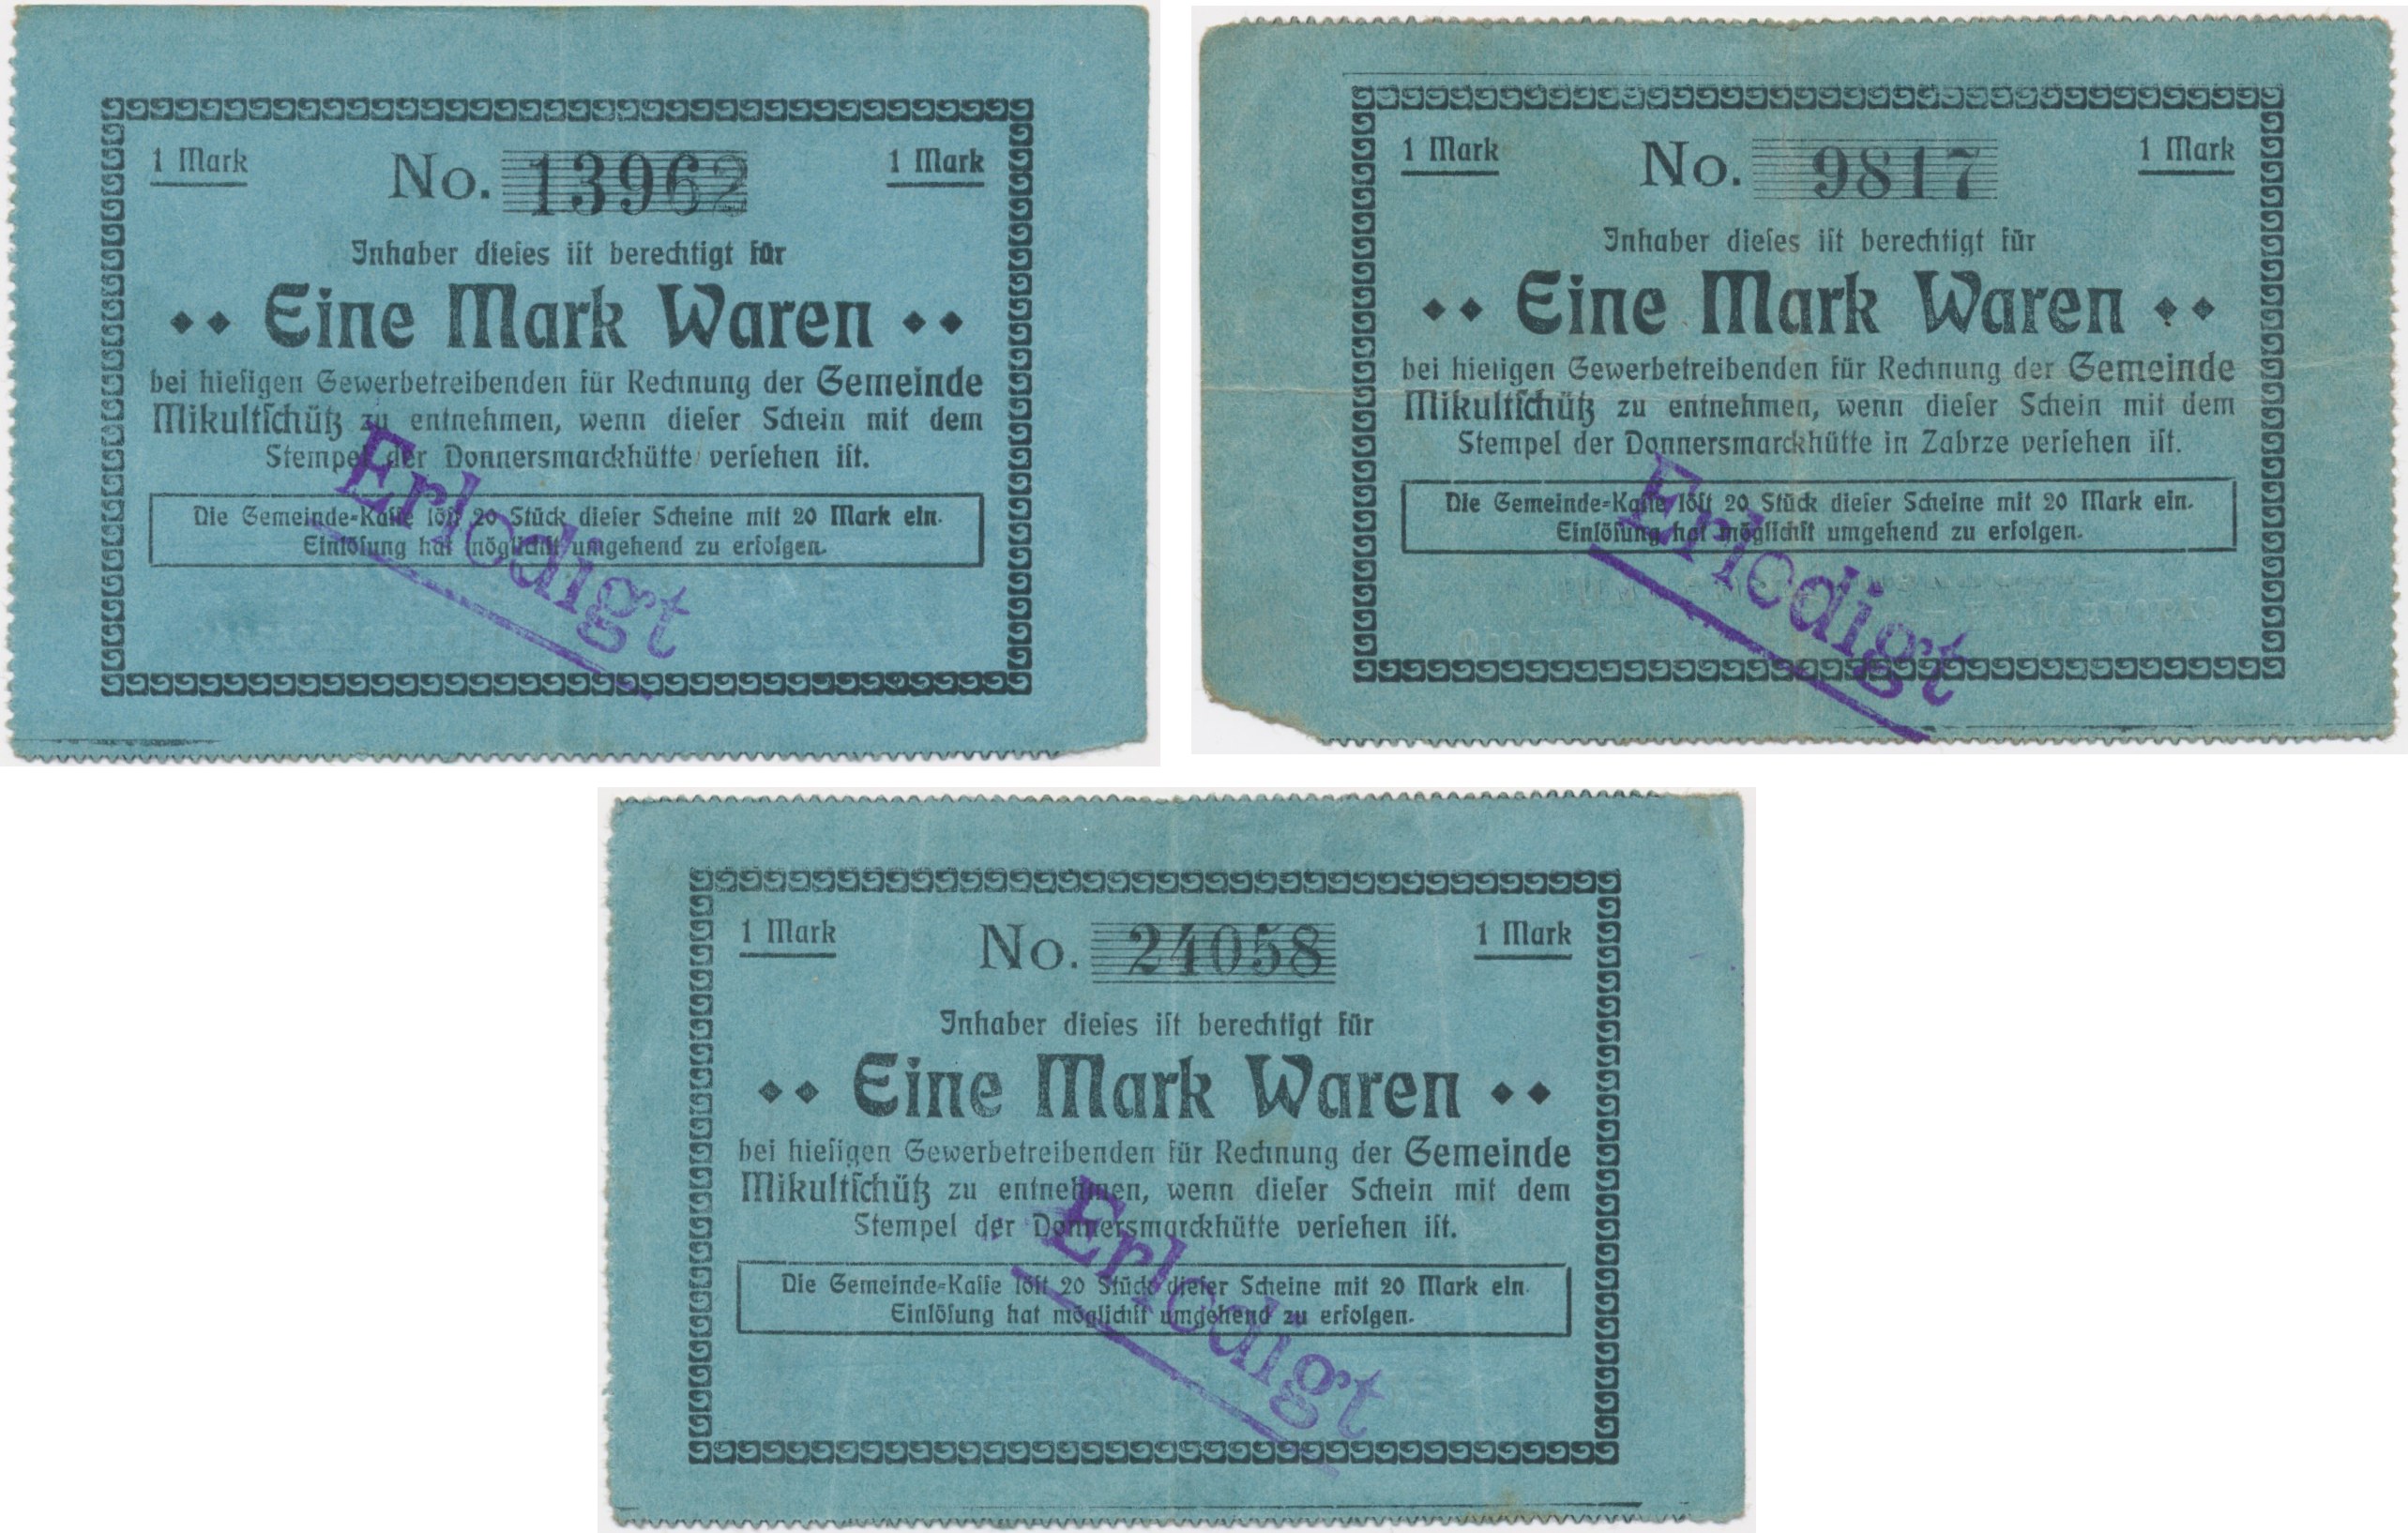 1 Mark No. 13962 1 Mark
Inhaber dieſes iſt berechtigt für
Eine Mark Waren
bei hieſigen Gewerbetreibenden für Rechnung der Gemeinde
Mikultſchütz zu entnehmen, wenn dieſer Schein mit dem
Stempel der Donnersmarckhütte verſehen iſt.
Die Gemeinde-Kaſſe löſt 20 Stück dieſer Scheine mit 20 Mark ein.
Einlöſung hat möglichſt umgehend zu erfolgen.
Erledigt
1 Mark No. 9817 1 Mark
Inhaber dieſes iſt berechtigt für
Eine Mark Waren
bei hieſigen Gewerbetreibenden für Rechnung der Gemeinde
Mikultſchütz zu entnehmen, wenn dieſer Schein mit dem
Stempel der Donnersmarckhütte in Zabrze verſehen iſt.
Die Gemeinde-Kaſſe löſt 20 Stück dieſer Scheine mit 20 Mark ein.
Einlöſung hat möglichſt umgehend zu erfolgen.
Erledigt
1 Mark No. 24058 1 Mark
Inhaber dieſes iſt berechtigt für
Eine Mark Waren
bei hieſigen Gewerbetreibenden für Rechnung der Gemeinde
Mikultſchütz zu entnehmen, wenn dieſer Schein mit dem
Stempel der Donnersmarckhütte verſehen iſt.
Die Gemeinde-Kaſſe löſt 20 Stück dieſer Scheine mit 20 Mark ein.
Einlöſung hat möglichſt umgehend zu erfolgen.
Erledigt